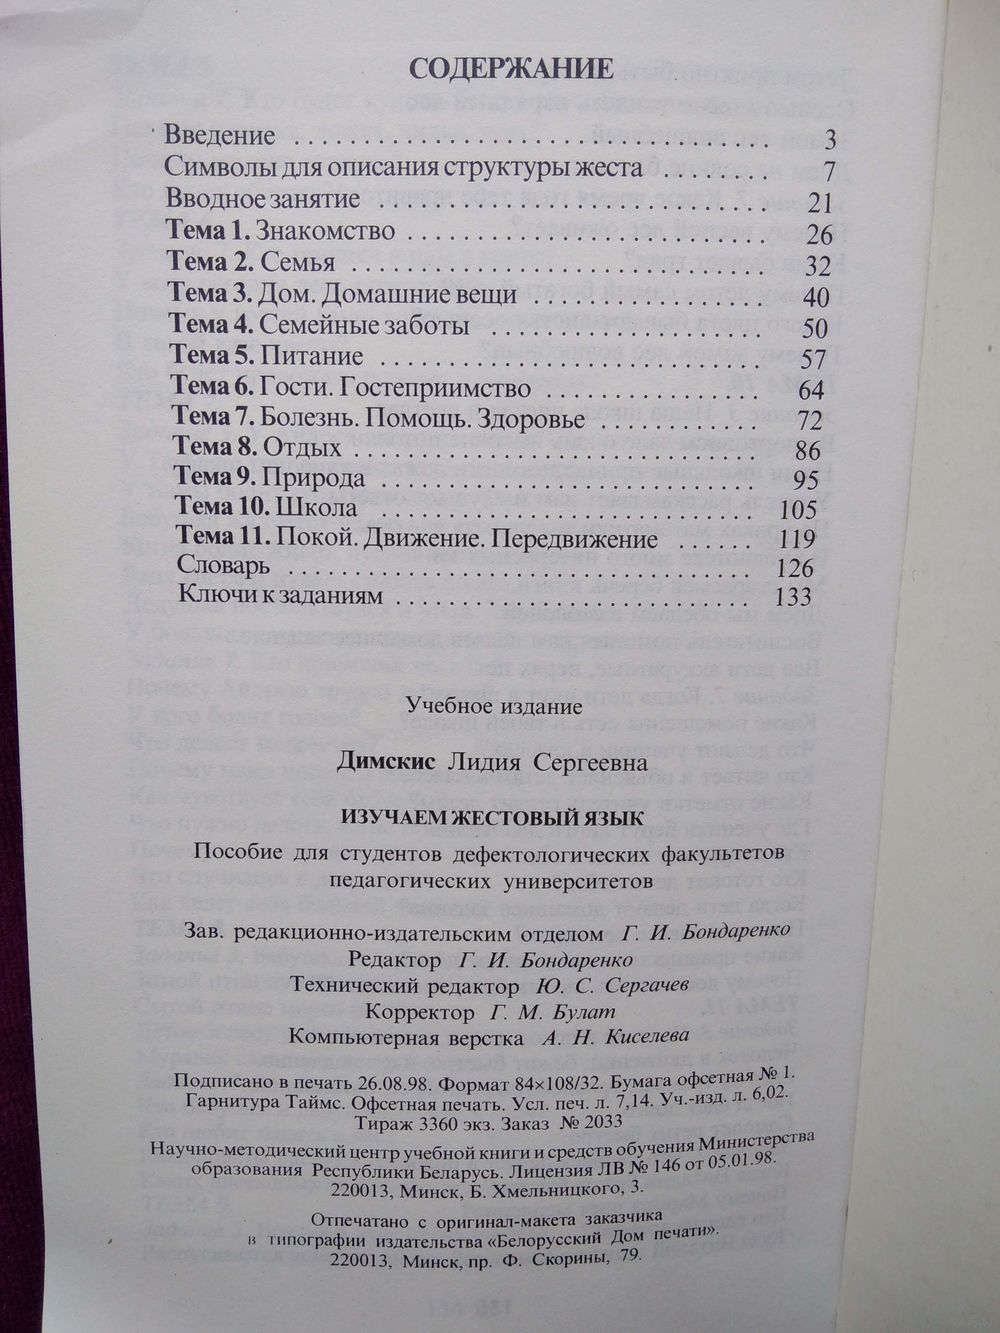 СОДЕРЖАНИЕ
Введение . . . . . . . . . . . . . . . . . . . . . . . . . . . . . . 3
Символы для описания структуры жеста . . . . . . . 7
Вводное занятие . . . . . . . . . . . . . . . . . . . . . . . . 21
Тема 1. Знакомство . . . . . . . . . . . . . . . . . . . . . . 26
Тема 2. Семья . . . . . . . . . . . . . . . . . . . . . . . . . . 32
Тема 3. Дом. Домашние вещи . . . . . . . . . . . . . . 40
Тема 4. Семейные заботы . . . . . . . . . . . . . . . . . 50
Тема 5. Питание . . . . . . . . . . . . . . . . . . . . . . . . 57
Тема 6. Гости. Гостеприимство . . . . . . . . . . . . . 64
Тема 7. Болезнь. Помощь. Здоровье . . . . . . . . . . 72
Тема 8. Отдых . . . . . . . . . . . . . . . . . . . . . . . . . 86
Тема 9. Природа . . . . . . . . . . . . . . . . . . . . . . . 95
Тема 10. Школа . . . . . . . . . . . . . . . . . . . . . . . 105
Тема 11. Покой. Движение. Передвижение . . . . . . 119
Словарь . . . . . . . . . . . . . . . . . . . . . . . . . . . . 126
Ключи к заданиям . . . . . . . . . . . . . . . . . . . . . . 133
Учебное издание
Димскис Лидия Сергеевна
ИЗУЧАЕМ ЖЕСТОВЫЙ ЯЗЫК
Пособие для студентов дефектологических факультетов
педагогических университетов
Зав. редакционно-издательским отделом Г. И. Бондаренко
Редактор Г. И. Бондаренко
Технический редактор Ю. С. Сергачев
Корректор Г. М. Булат
Компьютерная верстка А. Н. Киселева
Подписано в печать 26.08.98. Формат 84×108/32. Бумага офсетная № 1.
Гарнитура Таймс. Офсетная печать. Усл. печ. л. 7,14. Уч.-изд. л. 6,02.
Тираж 3360 экз. Заказ № 2033
Научно-методический центр учебной книги и средств обучения Министерства
образования Республики Беларусь. Лицензия ЛВ № 146 от 05.01.98.
220013, Минск, Б. Хмельницкого, 3.
Отпечатано с оригинал-макета заказчика
в типографии издательства «Белорусский Дом печати».
220013, Минск, пр. Ф. Скорины, 79.